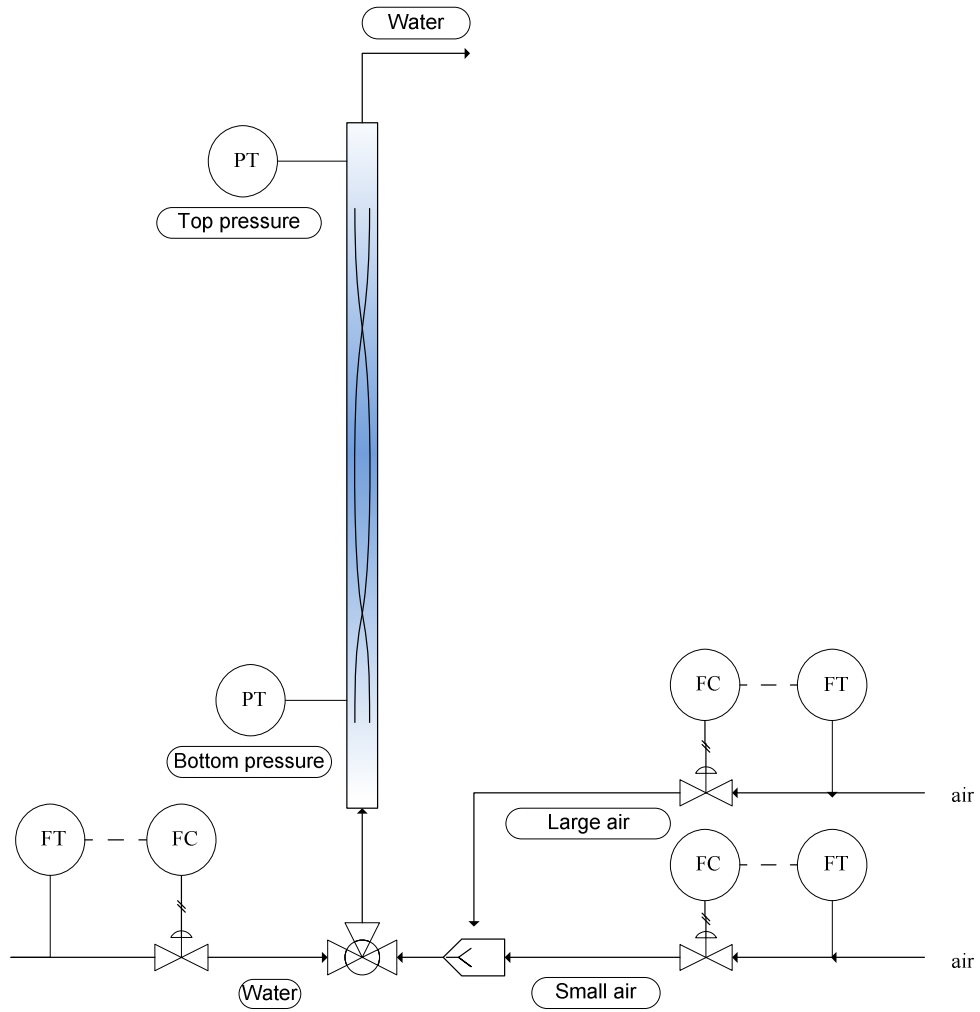 Water
PT
Top pressure
PT
Bottom pressure
FC
FT
air
Large air
FT
FC
FC
FT
air
Water
Small air